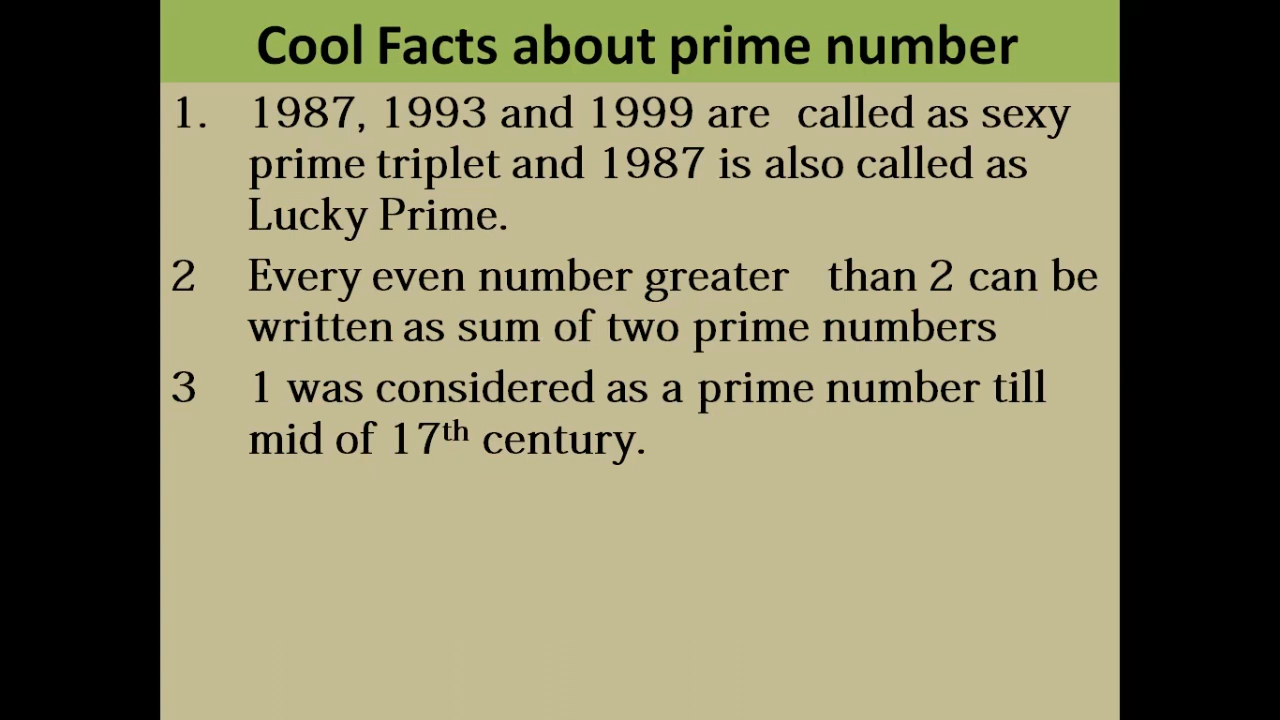 Cool Facts about prime number
1. 1987, 1993 and 1999 are called as sexy
prime triplet and 1987 is also called as
Lucky Prime.
2 Every even number greater than 2 can be
written as sum of two prime numbers
3 1 was considered as a prime number till
mid of 17th century.